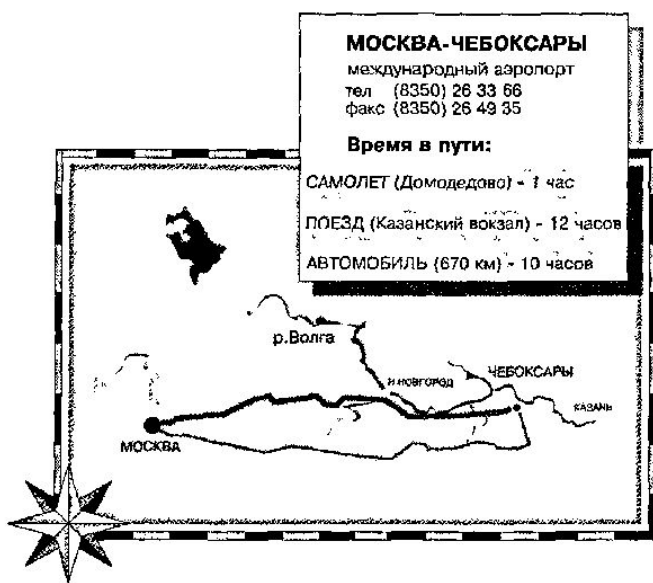 МОСКВА-ЧЕБОКСАРЫ
международный аэропорт
тел (8350) 26 33 66
факс (8350) 26 49 35
Время в пути:
САМОЛЕТ (Домодедово) - 1 час
ПОЕЗД (Казанский вокзал) - 12 часов
АВТОМОБИЛЬ (670 км) - 10 часов
р.Волга
Н.НОВГОРОД
ЧЕБОКСАРЫ
КАЗАНЬ
МОСКВА